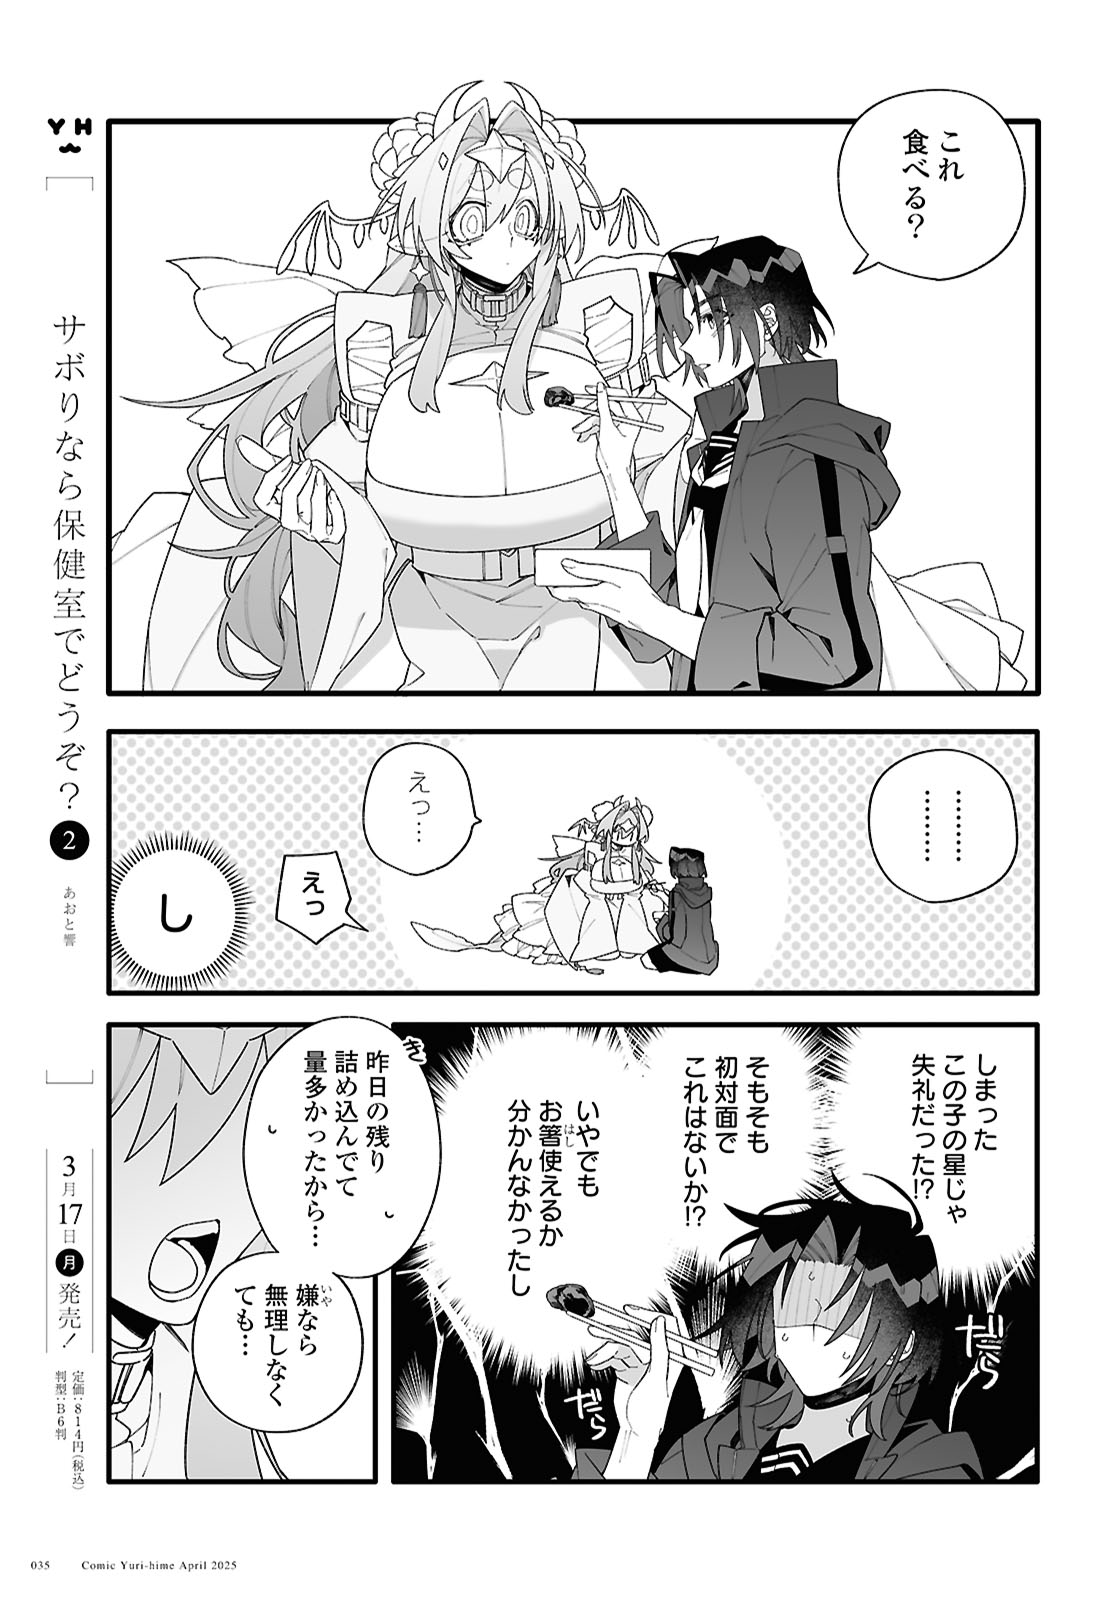 これ
食べる？
………
………
えっ…
えっ
し
しまった
この子の星じゃ
失礼だった!?
そもそも
初対面で
これはないか!?
いやでも
お箸使えるか
はし
分かんなかったし
だら
だら
き
昨日の残り
詰め込んでて
量多かったから…
嫌なら
いや
無理しなく
ても…
YH
サボりなら保健室でどうぞ？
2
あおと響
3月17日月発売！
定価：814円(税込)
判型：B6判
035
Comic Yuri-hime April 2025